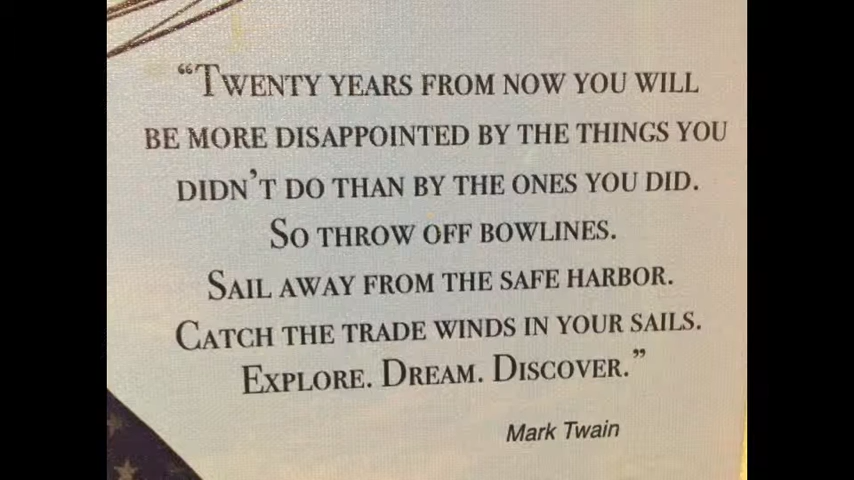 “Twenty years from now you will
be more disappointed by the things you
didn’t do than by the ones you did.
So throw off bowlines.
Sail away from the safe harbor.
Catch the trade winds in your sails.
Explore. Dream. Discover.”
Mark Twain